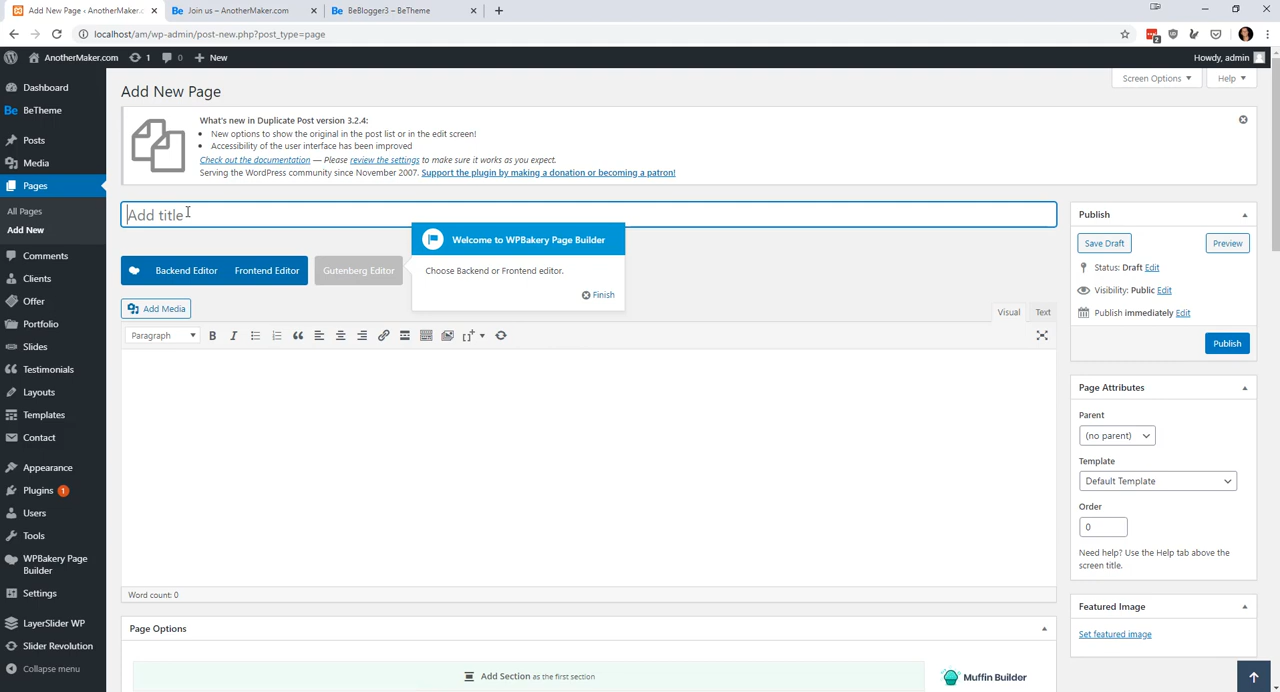 Add New Page ‹ AnotherMaker.com
Join us – AnotherMaker.com
BeBlogger3 – BeTheme
localhost/am/wp-admin/post-new.php?post_type=page
2
AnotherMaker.com
1
0
New
Howdy, admin
Dashboard
BeTheme
Posts
Media
Pages
All Pages
Add New
Comments
Clients
Offer
Portfolio
Slides
Testimonials
Layouts
Templates
Contact
Appearance
Plugins 1
Users
Tools
WPBakery Page
Builder
Settings
LayerSlider WP
Slider Revolution
Collapse menu
Screen Options
Help
Add New Page
What's new in Duplicate Post version 3.2.4:
New options to show the original in the post list or in the edit screen!
Accessibility of the user interface has been improved
Check out the documentation — Please review the settings to make sure it works as you expect.
Serving the WordPress community since November 2007. Support the plugin by making a donation or becoming a patron!
Add title
Welcome to WPBakery Page Builder
Choose Backend or Frontend editor.
Finish
Backend Editor
Frontend Editor
Gutenberg Editor
Add Media
Visual
Text
Paragraph
B
I
Word count: 0
Page Options
Add Section as the first section
Muffin Builder
Publish
Save Draft
Preview
Status: Draft Edit
Visibility: Public Edit
Publish immediately Edit
Publish
Page Attributes
Parent
(no parent)
Template
Default Template
Order
0
Need help? Use the Help tab above the
screen title.
Featured Image
Set featured image